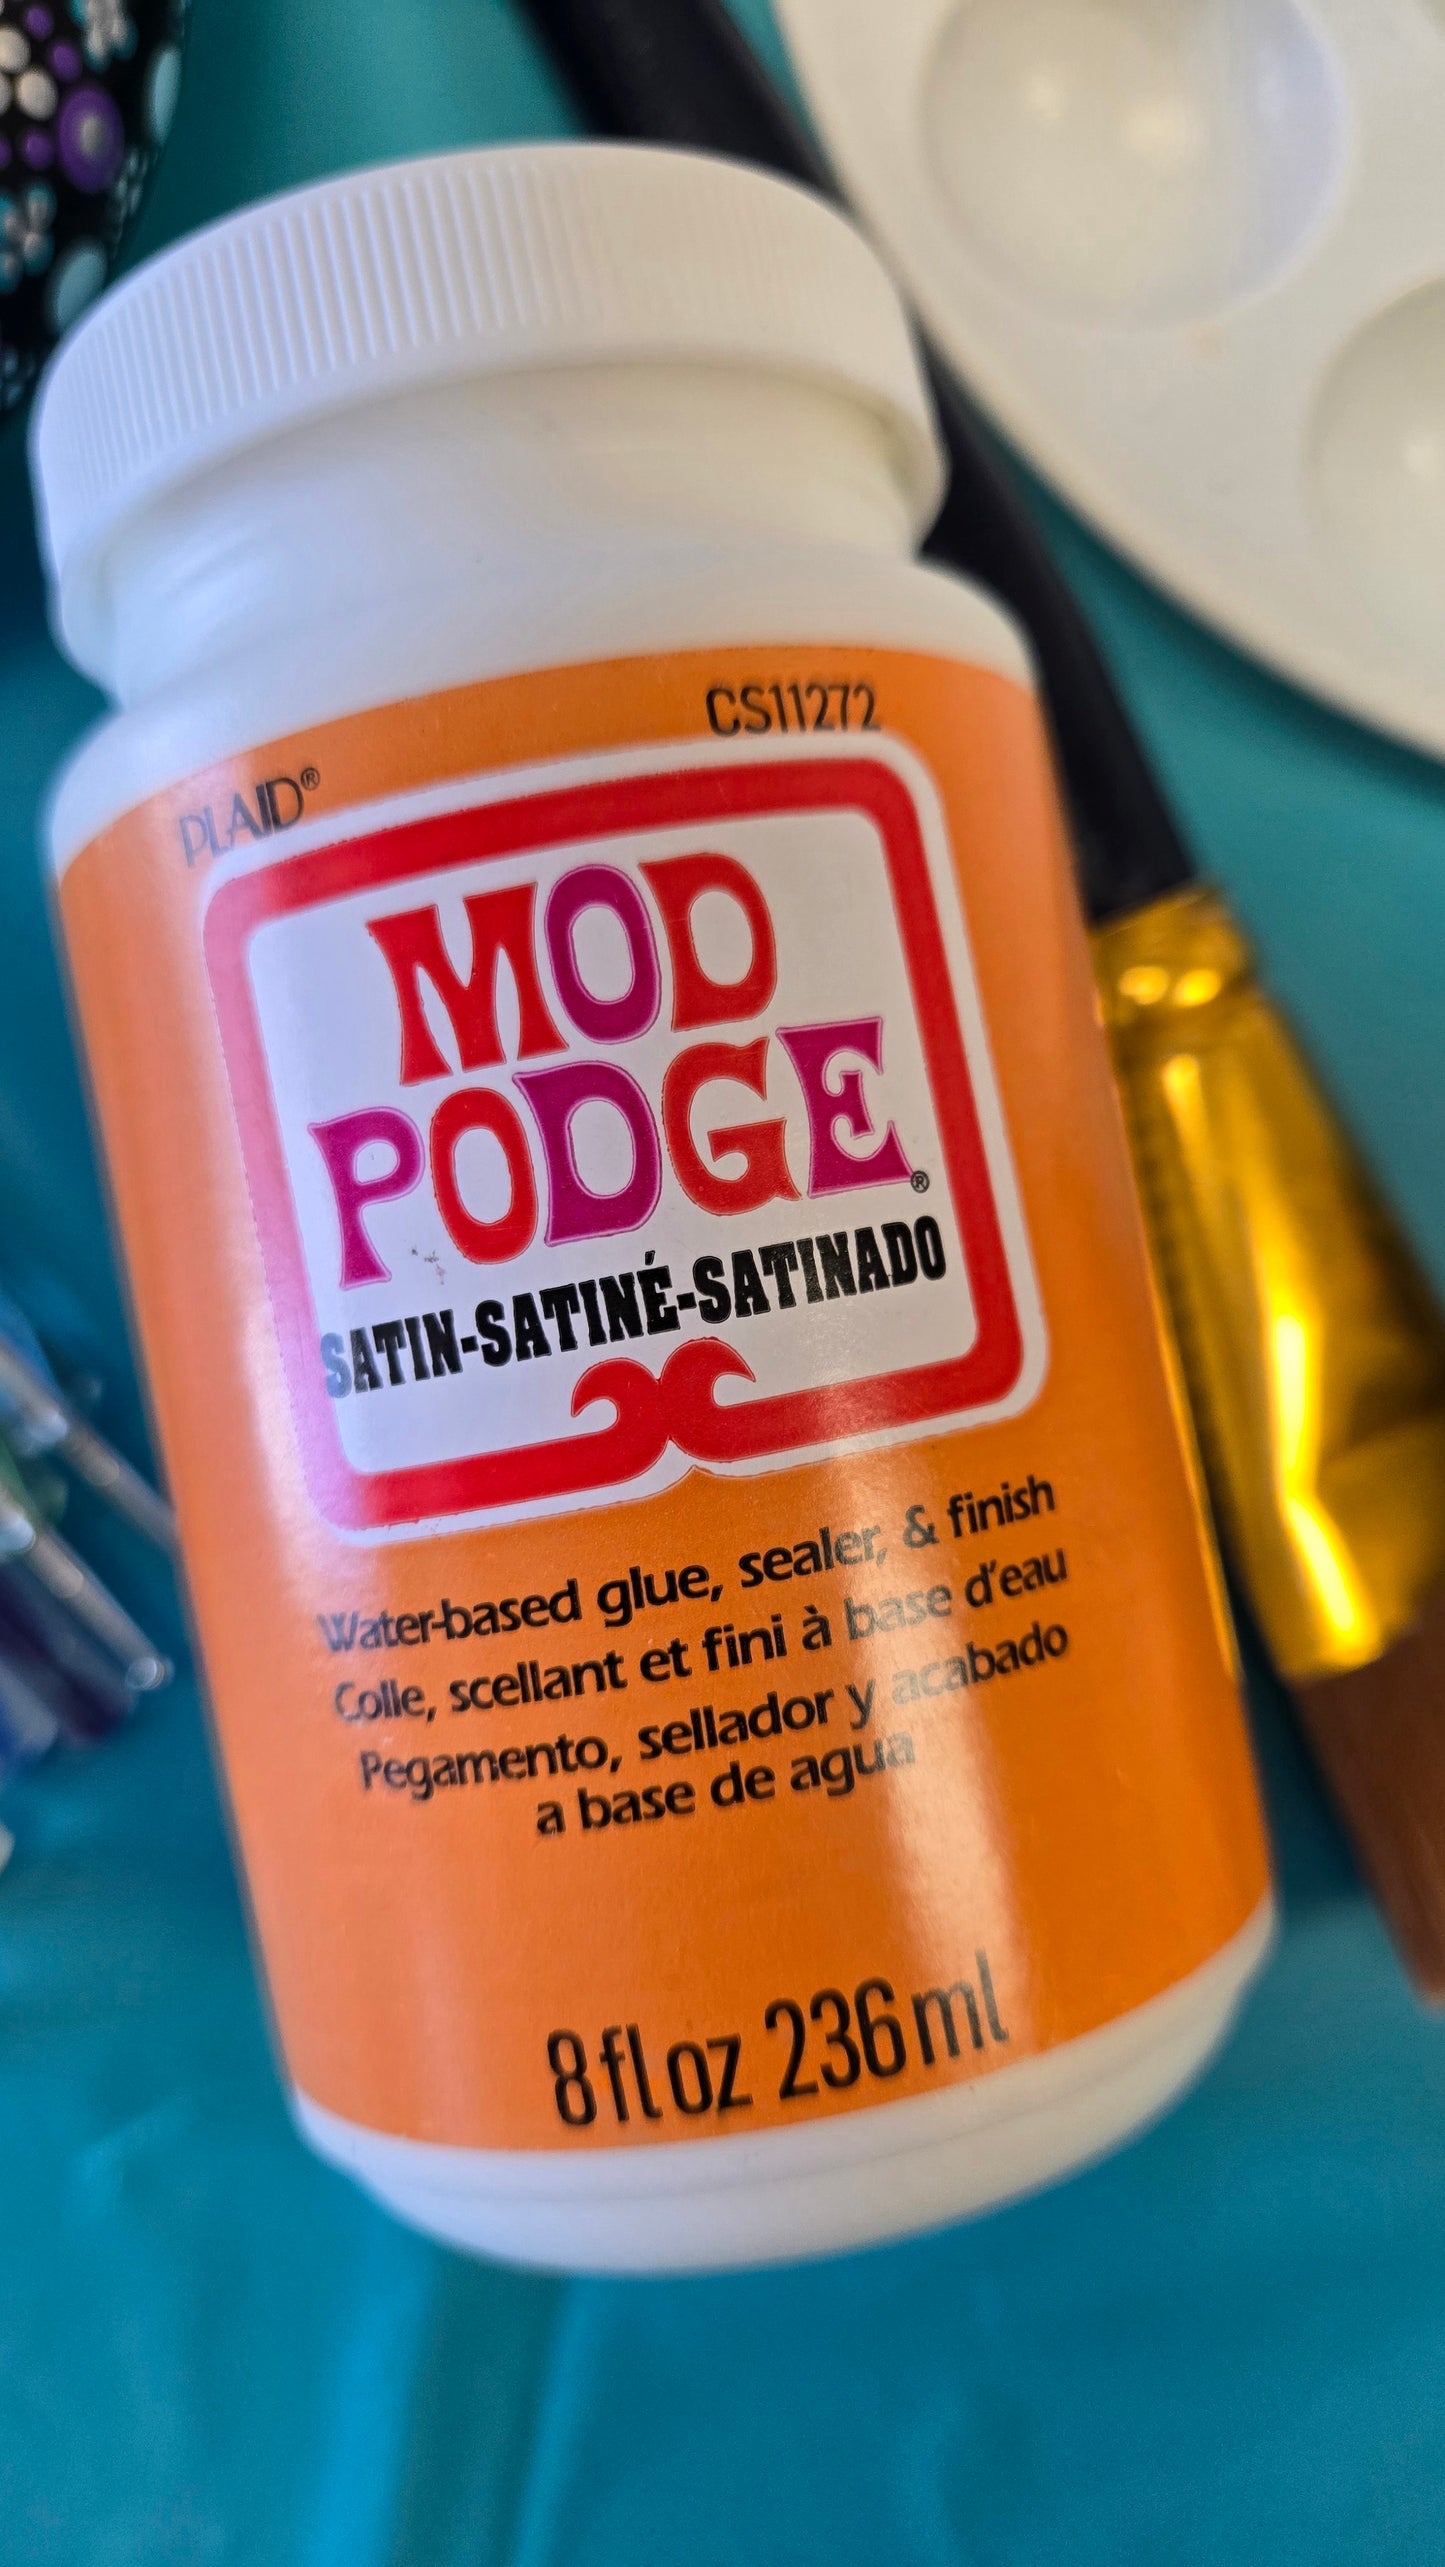 CS11272
PLAID®
MOD
PODGE®
SATIN-SATINÉ-SATINADO
Water-based glue, sealer, & finish
Colle, scellant et fini à base d'eau
Pegamento, sellador y acabado
a base de agua
8 fl oz 236 ml